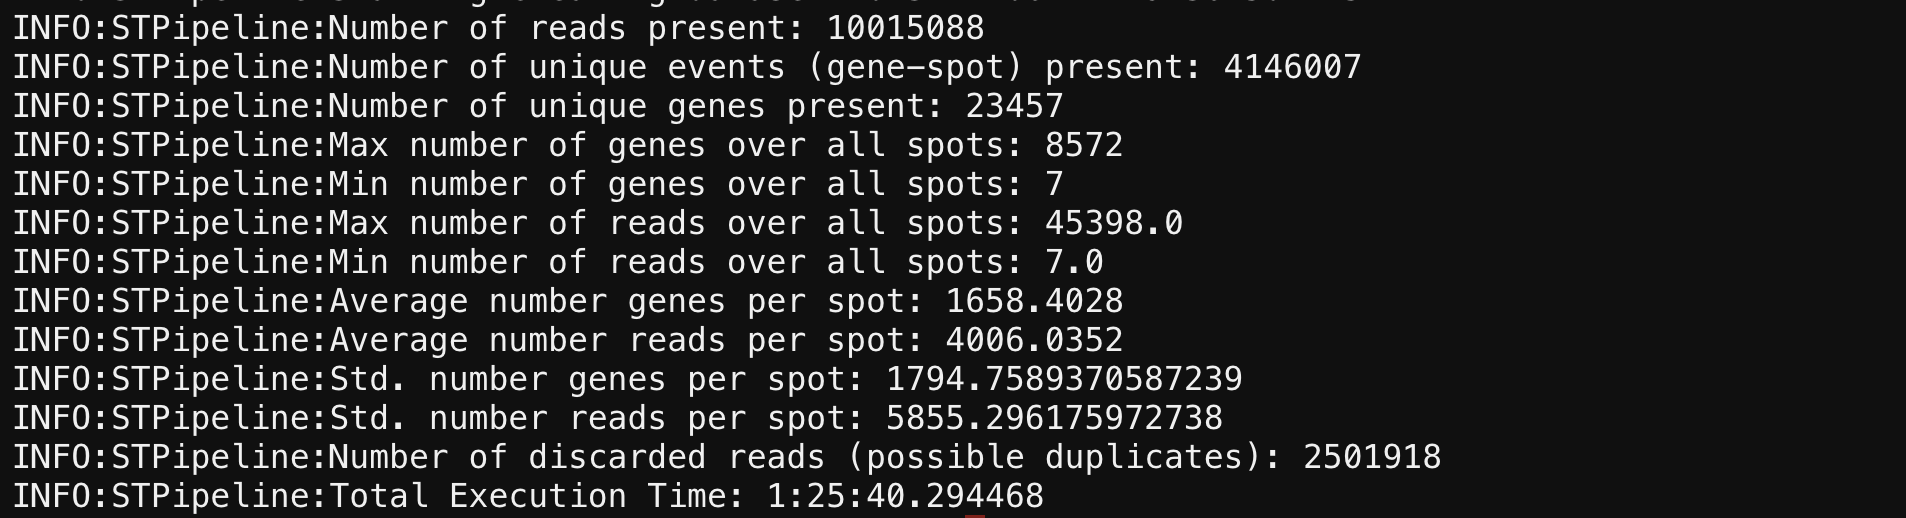 INFO:STPipeline:Number of reads present: 10015088
INFO:STPipeline:Number of unique events (gene-spot) present: 4146007
INFO:STPipeline:Number of unique genes present: 23457
INFO:STPipeline:Max number of genes over all spots: 8572
INFO:STPipeline:Min number of genes over all spots: 7
INFO:STPipeline:Max number of reads over all spots: 45398.0
INFO:STPipeline:Min number of reads over all spots: 7.0
INFO:STPipeline:Average number genes per spot: 1658.4028
INFO:STPipeline:Average number reads per spot: 4006.0352
INFO:STPipeline:Std. number genes per spot: 1794.7589370587239
INFO:STPipeline:Std. number reads per spot: 5855.296175972738
INFO:STPipeline:Number of discarded reads (possible duplicates): 2501918
INFO:STPipeline:Total Execution Time: 1:25:40.294468